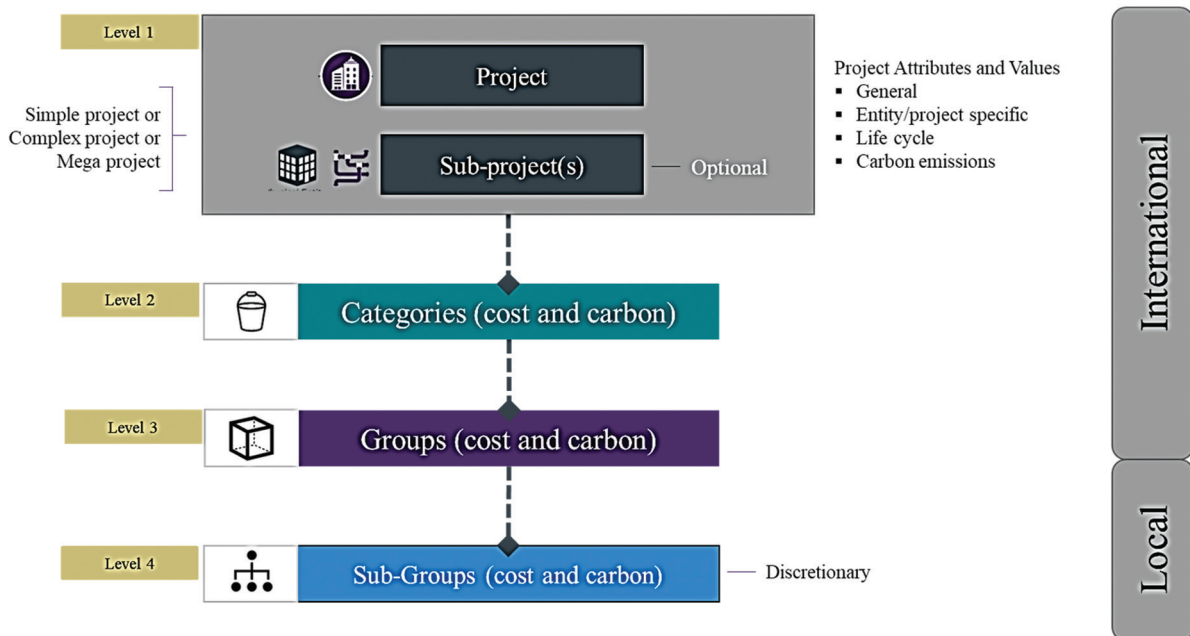 Level 1
Project
Sub-project(s)
Optional
Simple project or
Complex project or
Mega project
Project Attributes and Values
▪ General
▪ Entity/project specific
▪ Life cycle
▪ Carbon emissions
Level 2
Categories (cost and carbon)
Level 3
Groups (cost and carbon)
Level 4
Sub-Groups (cost and carbon)
Discretionary
International
Local